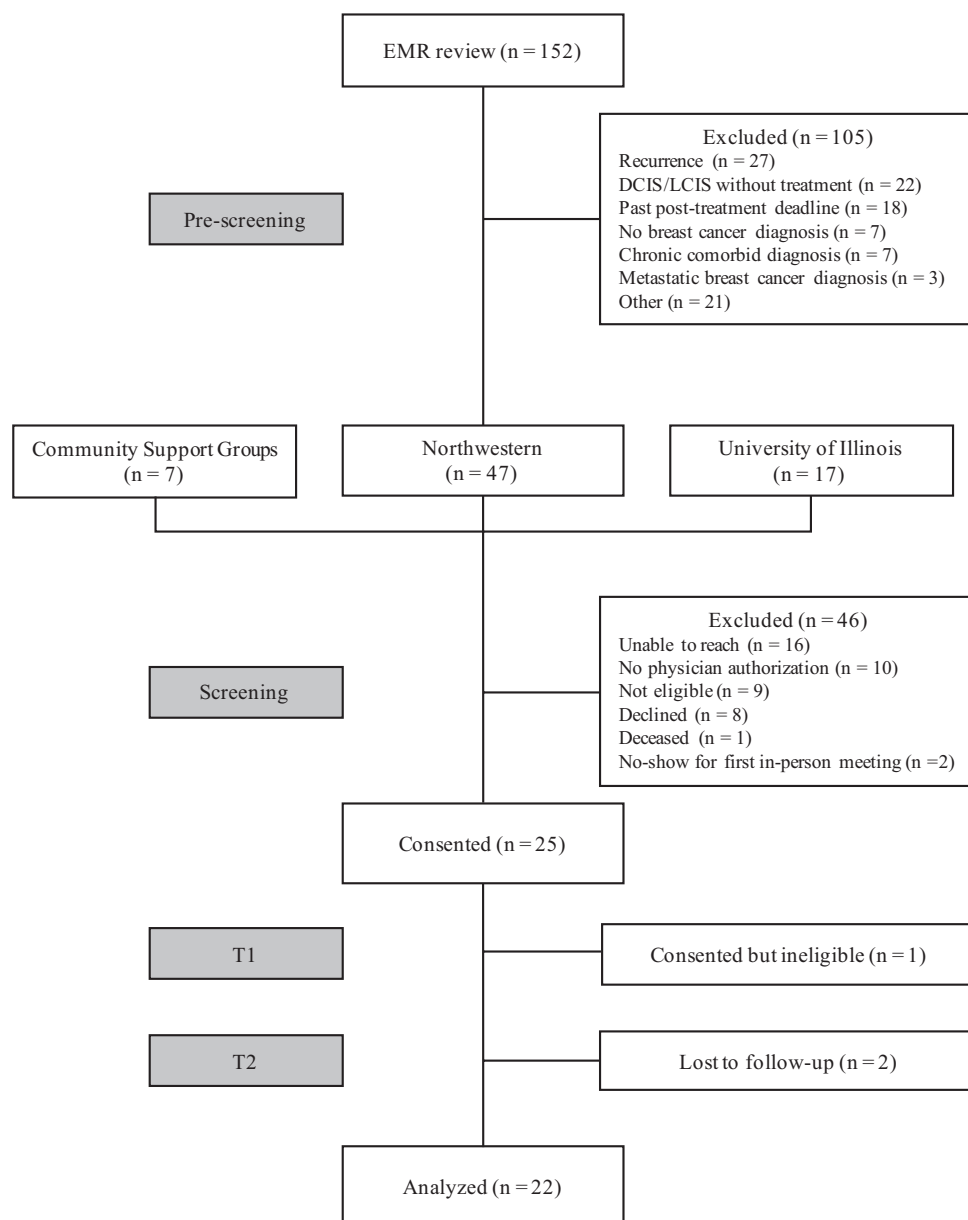 EMR review (n = 152)
Excluded (n = 105)
Recurrence (n = 27)
DCIS/LCIS without treatment (n = 22)
Past post-treatment deadline (n = 18)
No breast cancer diagnosis (n = 7)
Chronic comorbid diagnosis (n = 7)
Metastatic breast cancer diagnosis (n = 3)
Other (n = 21)
Pre-screening
Community Support Groups
(n = 7)
Northwestern
(n = 47)
University of Illinois
(n = 17)
Excluded (n = 46)
Unable to reach (n = 16)
No physician authorization (n = 10)
Not eligible (n = 9)
Declined (n = 8)
Deceased (n = 1)
No-show for first in-person meeting (n =2)
Screening
Consented (n = 25)
T1
Consented but ineligible (n = 1)
T2
Lost to follow-up (n = 2)
Analyzed (n = 22)